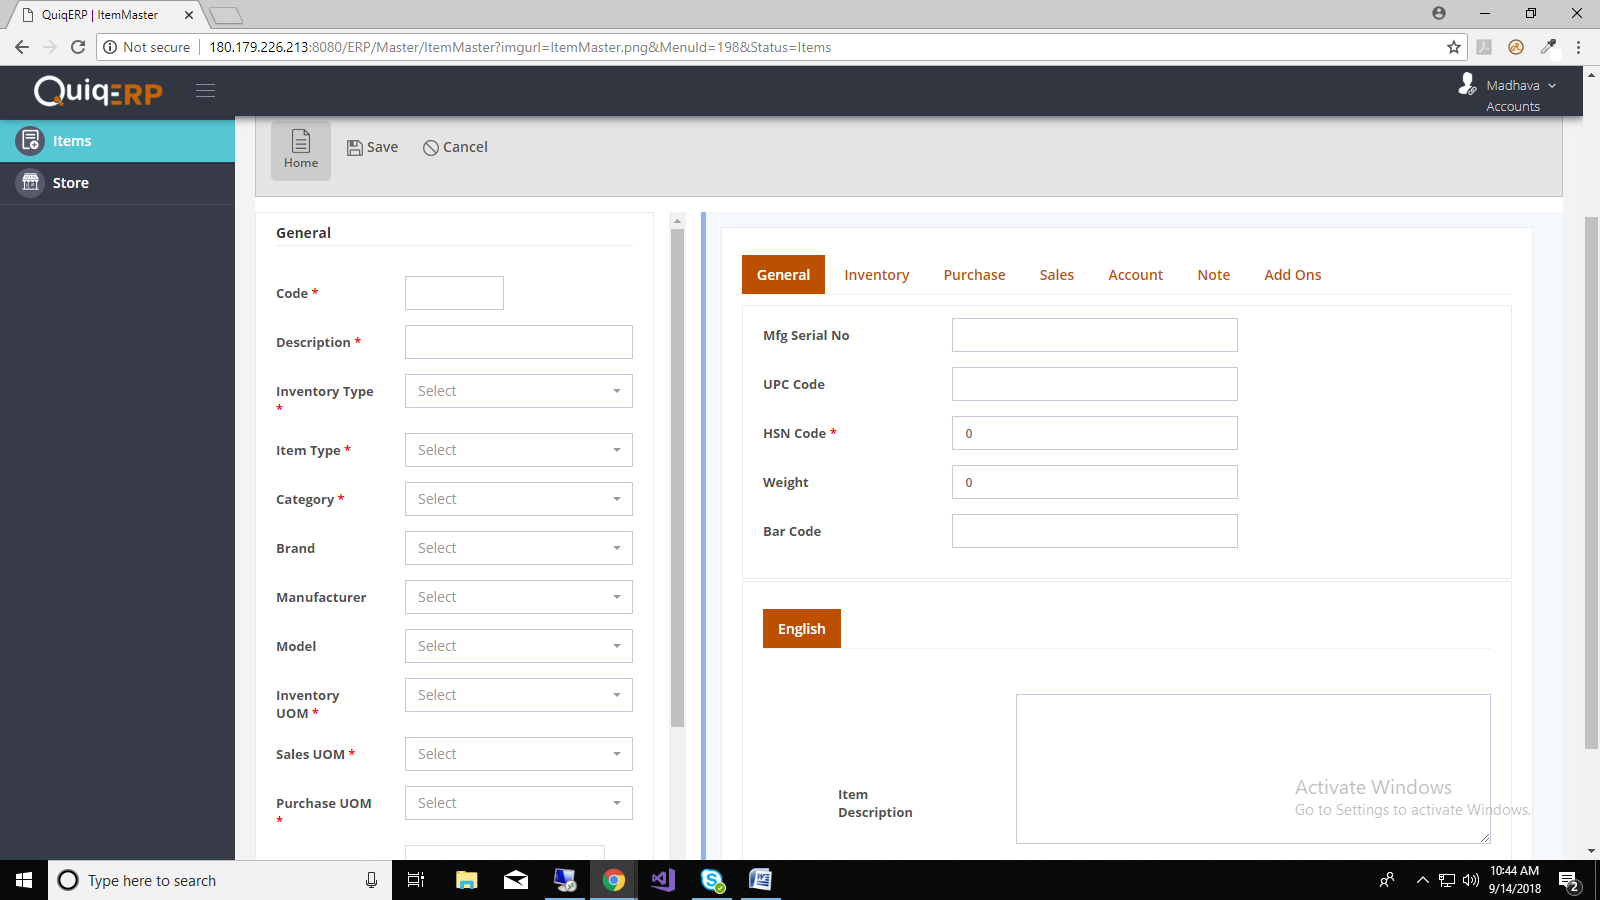 QuiqERP | ItemMaster
Not secure
180.179.226.213:8080/ERP/Master/ItemMaster?imgurl=ItemMaster.png&MenuId=198&Status=Items
QuiqERP
Madhava
Accounts
Items
Store
Home
Save
Cancel
General
Code *
Description *
Inventory Type
*
Select
Item Type *
Select
Category *
Select
Brand
Select
Manufacturer
Select
Model
Select
Inventory
UOM *
Select
Sales UOM *
Select
Purchase UOM
*
Select
General
Inventory
Purchase
Sales
Account
Note
Add Ons
Mfg Serial No
UPC Code
HSN Code *
0
Weight
0
Bar Code
English
Item
Description
Activate Windows
Go to Settings to activate Windows.
Type here to search
10:44 AM
9/14/2018
2